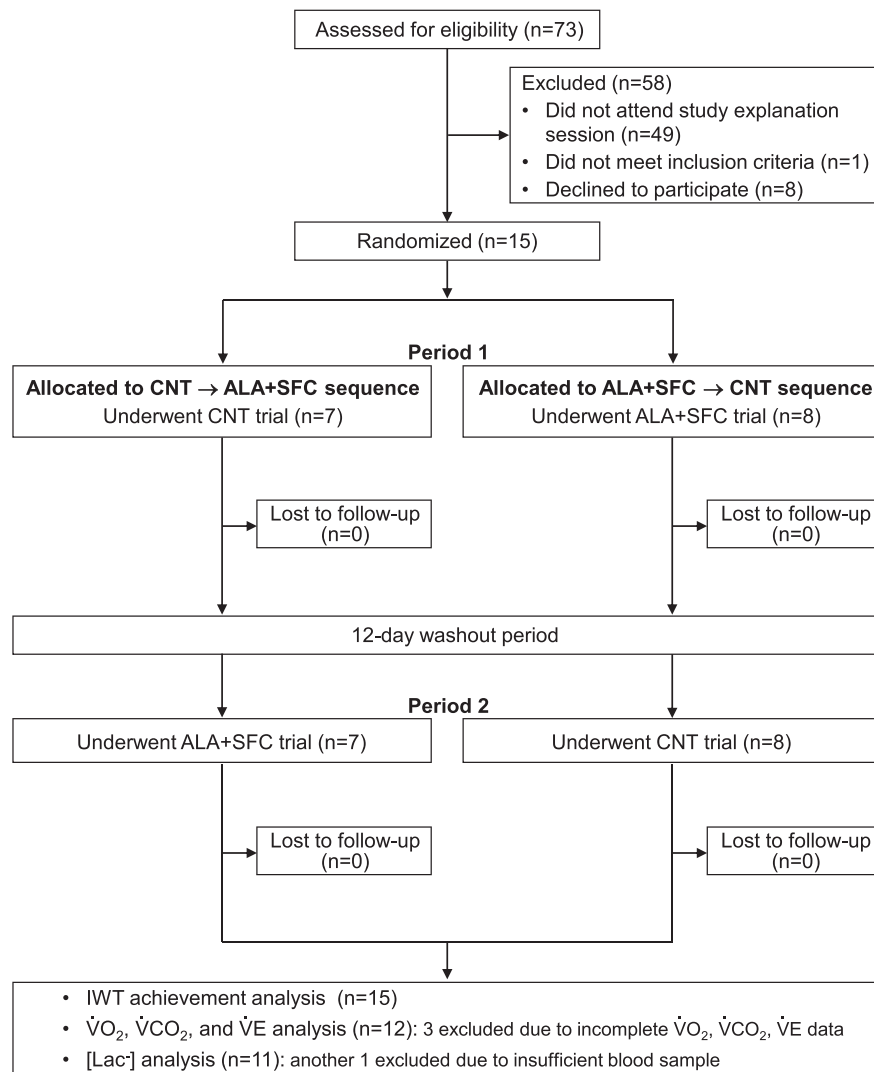 Assessed for eligibility (n=73)
Excluded (n=58)
• Did not attend study explanation
session (n=49)
• Did not meet inclusion criteria (n=1)
• Declined to participate (n=8)
Randomized (n=15)
Period 1
Allocated to CNT → ALA+SFC sequence
Underwent CNT trial (n=7)
Allocated to ALA+SFC → CNT sequence
Underwent ALA+SFC trial (n=8)
Lost to follow-up
(n=0)
Lost to follow-up
(n=0)
12-day washout period
Period 2
Underwent ALA+SFC trial (n=7)
Underwent CNT trial (n=8)
Lost to follow-up
(n=0)
Lost to follow-up
(n=0)
• IWT achievement analysis (n=15)
• V̇O₂, V̇CO₂, and V̇E analysis (n=12): 3 excluded due to incomplete V̇O₂, V̇CO₂, V̇E data
• [Lac⁻] analysis (n=11): another 1 excluded due to insufficient blood sample